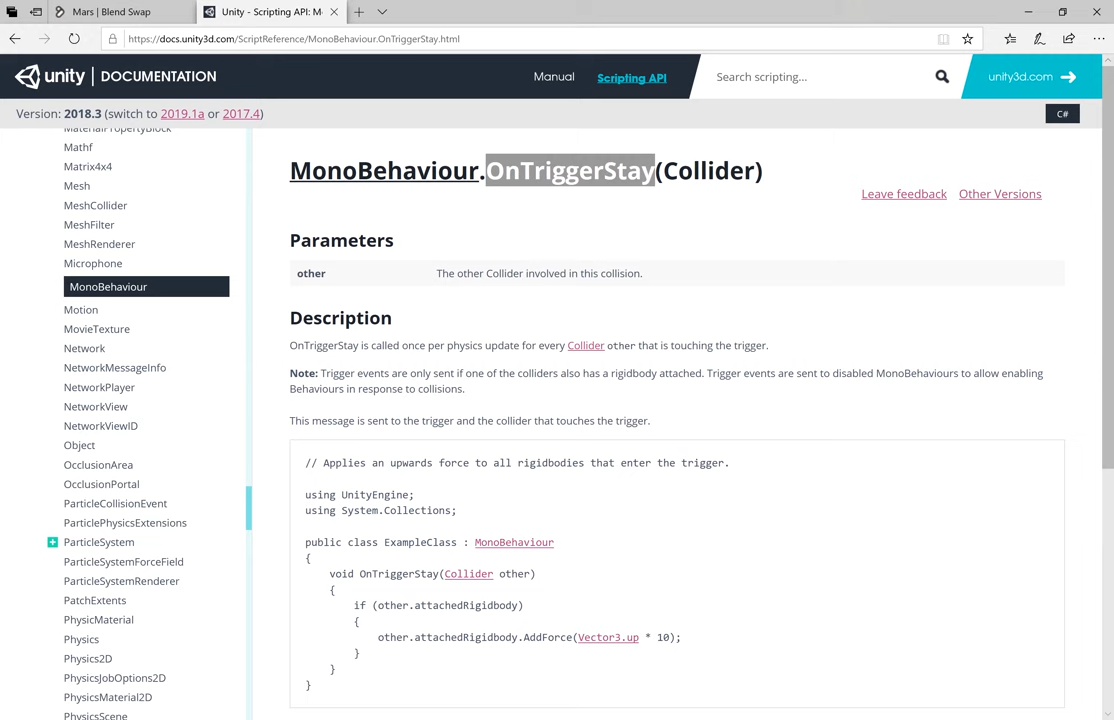 Mars | Blend Swap
Unity - Scripting API: M
https://docs.unity3d.com/ScriptReference/MonoBehaviour.OnTriggerStay.html
unity | DOCUMENTATION
Manual
Scripting API
Search scripting...
unity3d.com
Version: 2018.3 (switch to 2019.1a or 2017.4)
C#
MaterialPropertyBlock
Mathf
Matrix4x4
Mesh
MeshCollider
MeshFilter
MeshRenderer
Microphone
MonoBehaviour
Motion
MovieTexture
Network
NetworkMessageInfo
NetworkPlayer
NetworkView
NetworkViewID
Object
OcclusionArea
OcclusionPortal
ParticleCollisionEvent
ParticlePhysicsExtensions
ParticleSystem
ParticleSystemForceField
ParticleSystemRenderer
PatchExtents
PhysicMaterial
Physics
Physics2D
PhysicsJobOptions2D
PhysicsMaterial2D
PhysicsScene
MonoBehaviour.OnTriggerStay(Collider)
Leave feedback
Other Versions
Parameters
other The other Collider involved in this collision.
Description
OnTriggerStay is called once per physics update for every Collider other that is touching the trigger.
Note: Trigger events are only sent if one of the colliders also has a rigidbody attached. Trigger events are sent to disabled MonoBehaviours to allow enabling
Behaviours in response to collisions.
This message is sent to the trigger and the collider that touches the trigger.
// Applies an upwards force to all rigidbodies that enter the trigger.
using UnityEngine;
using System.Collections;
public class ExampleClass : MonoBehaviour
{
void OnTriggerStay(Collider other)
{
if (other.attachedRigidbody)
{
other.attachedRigidbody.AddForce(Vector3.up * 10);
}
}
}